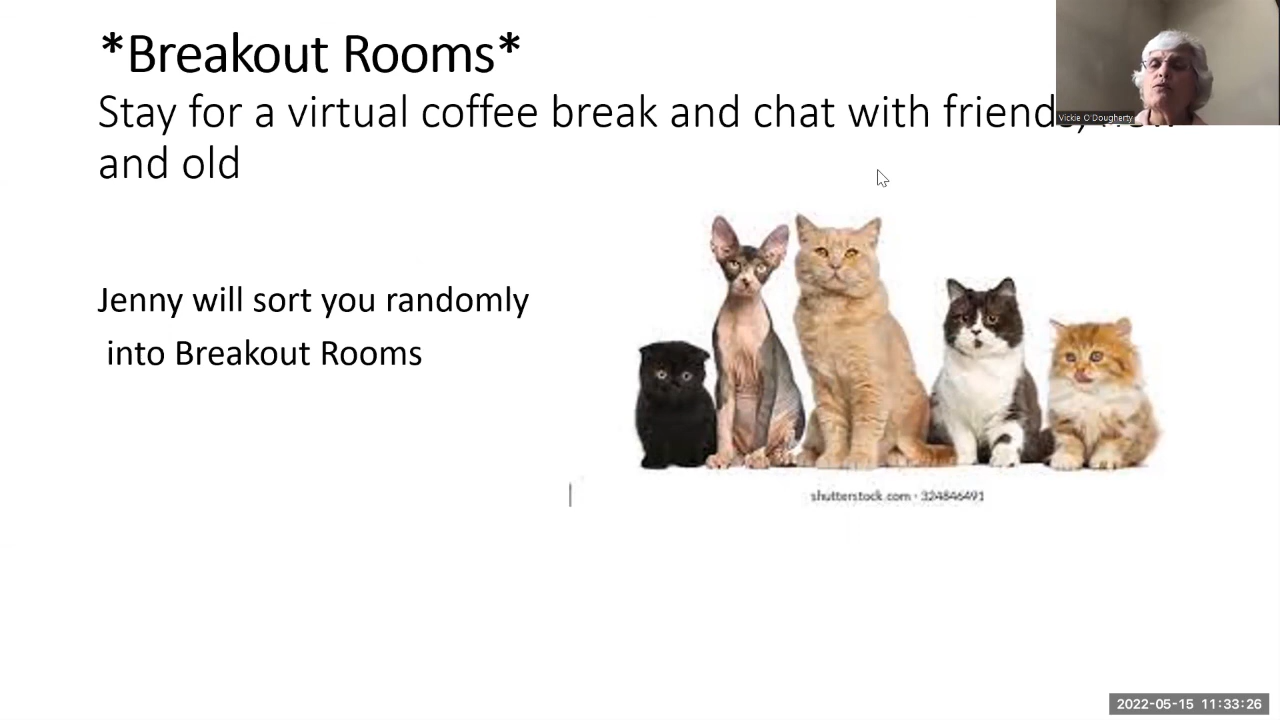 *Breakout Rooms*
Stay for a virtual coffee break and chat with friends,
and old
Vickie O'Dougherty
Jenny will sort you randomly
into Breakout Rooms
shutterstock.com · 324846491
2022-05-15 11:33:26